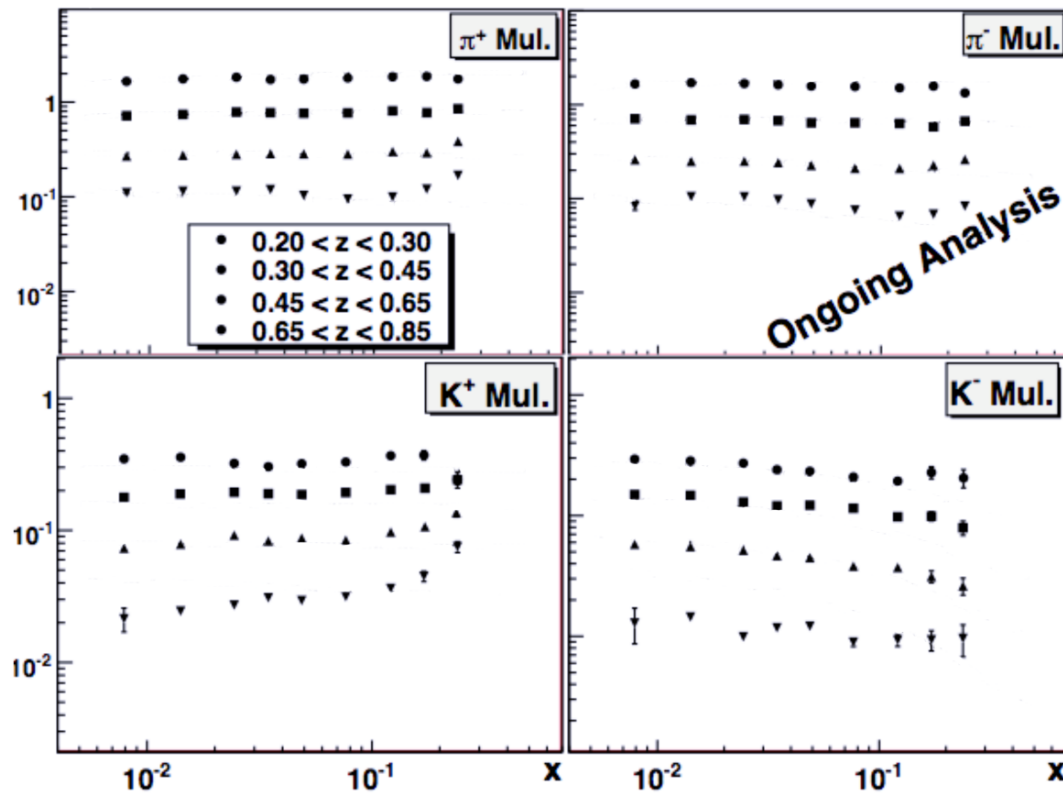 π⁺ Mul.
π⁻ Mul.
1
10⁻¹
10⁻²
0.20 < z < 0.30
0.30 < z < 0.45
0.45 < z < 0.65
0.65 < z < 0.85
Ongoing Analysis
K⁺ Mul.
K⁻ Mul.
1
10⁻¹
10⁻²
10⁻²
10⁻¹
x
10⁻²
10⁻¹
x